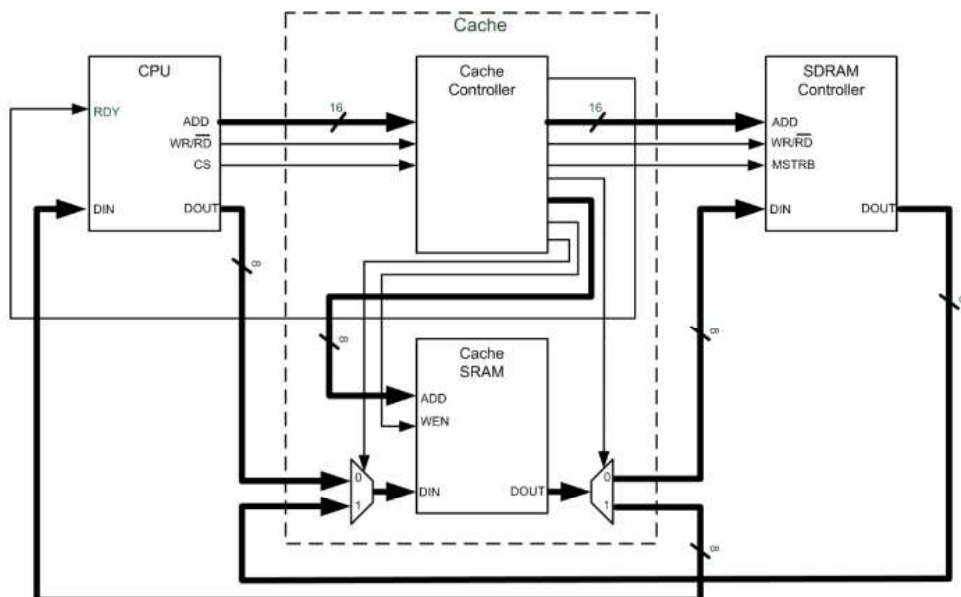 Cache
CPU
RDY
ADD
WR/RD
CS
DIN
DOUT
16
Cache
Controller
16
SDRAM
Controller
ADD
WR/RD
MSTRB
DIN
DOUT
8
8
8
Cache
SRAM
ADD
WEN
DIN
DOUT
0
1
0
1
8